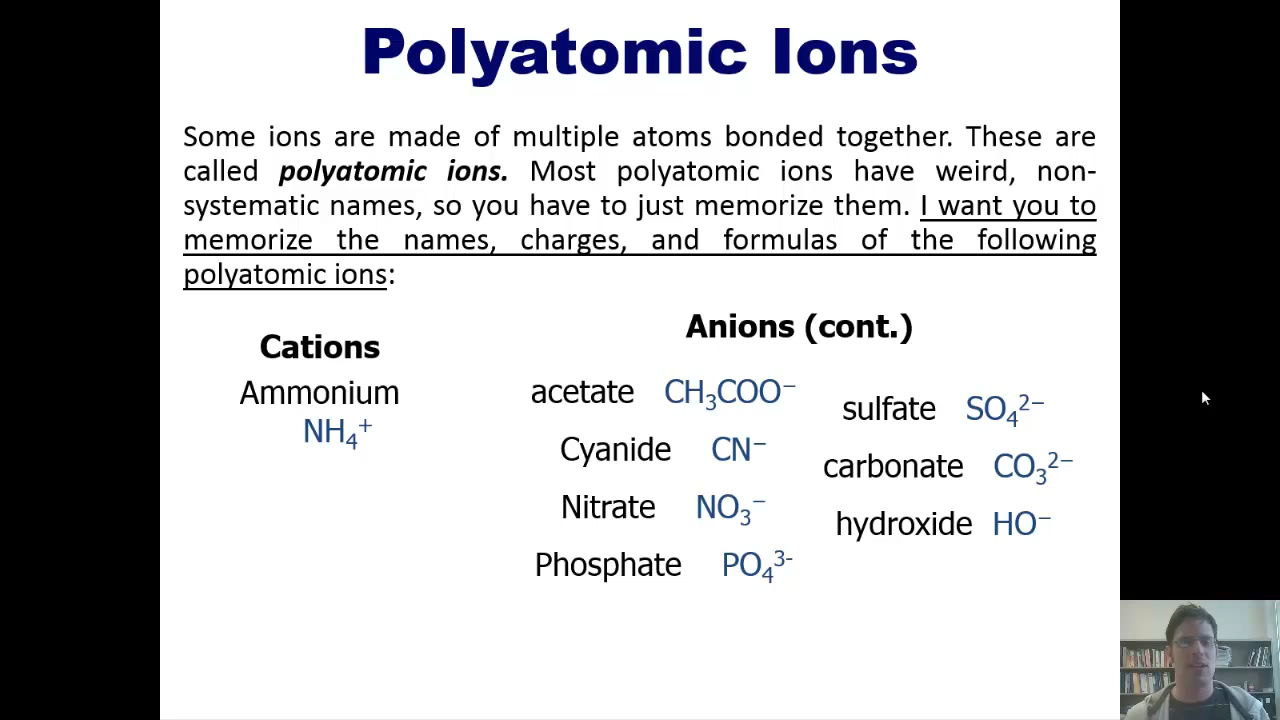 Polyatomic Ions
Some ions are made of multiple atoms bonded together. These are
called polyatomic ions. Most polyatomic ions have weird, non-
systematic names, so you have to just memorize them. I want you to
memorize the names, charges, and formulas of the following
polyatomic ions:
Cations
Ammonium
NH₄⁺
Anions (cont.)
acetate CH₃COO⁻
Cyanide CN⁻
Nitrate NO₃⁻
Phosphate PO₄³⁻
sulfate SO₄²⁻
carbonate CO₃²⁻
hydroxide HO⁻